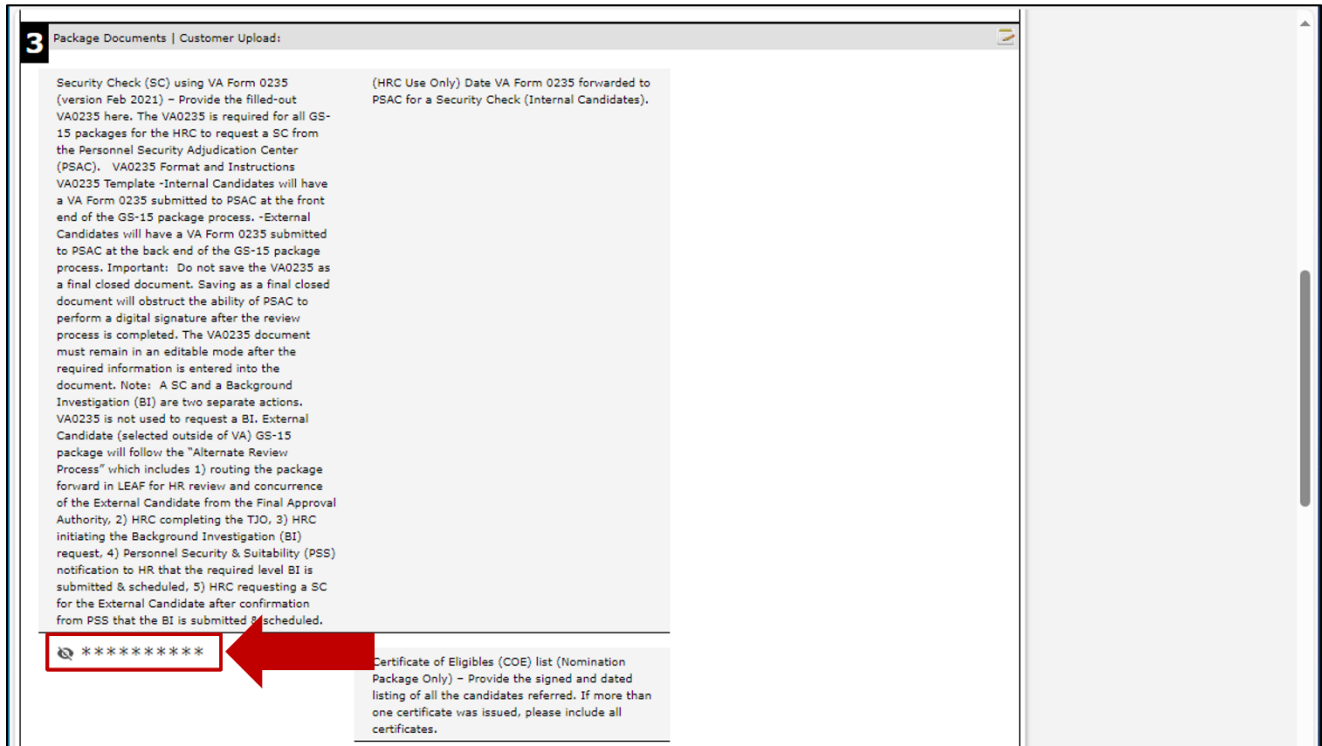 3
Package Documents | Customer Upload:
Security Check (SC) using VA Form 0235
(version Feb 2021) – Provide the filled-out
VA0235 here. The VA0235 is required for all GS-
15 packages for the HRC to request a SC from
the Personnel Security Adjudication Center
(PSAC).   VA0235 Format and Instructions
VA0235 Template -Internal Candidates will have
a VA Form 0235 submitted to PSAC at the front
end of the GS-15 package process. -External
Candidates will have a VA Form 0235 submitted
to PSAC at the back end of the GS-15 package
process. Important:  Do not save the VA0235 as
a final closed document. Saving as a final closed
document will obstruct the ability of PSAC to
perform a digital signature after the review
process is completed. The VA0235 document
must remain in an editable mode after the
required information is entered into the
document. Note:  A SC and a Background
Investigation (BI) are two separate actions.
VA0235 is not used to request a BI. External
Candidate (selected outside of VA) GS-15
package will follow the “Alternate Review
Process” which includes 1) routing the package
forward in LEAF for HR review and concurrence
of the External Candidate from the Final Approval
Authority, 2) HRC completing the TJO, 3) HRC
initiating the Background Investigation (BI)
request, 4) Personnel Security & Suitability (PSS)
notification to HR that the required level BI is
submitted & scheduled, 5) HRC requesting a SC
for the External Candidate after confirmation
from PSS that the BI is submitted & scheduled.
**********
(HRC Use Only) Date VA Form 0235 forwarded to
PSAC for a Security Check (Internal Candidates).
Certificate of Eligibles (COE) list (Nomination
Package Only) – Provide the signed and dated
listing of all the candidates referred. If more than
one certificate was issued, please include all
certificates.